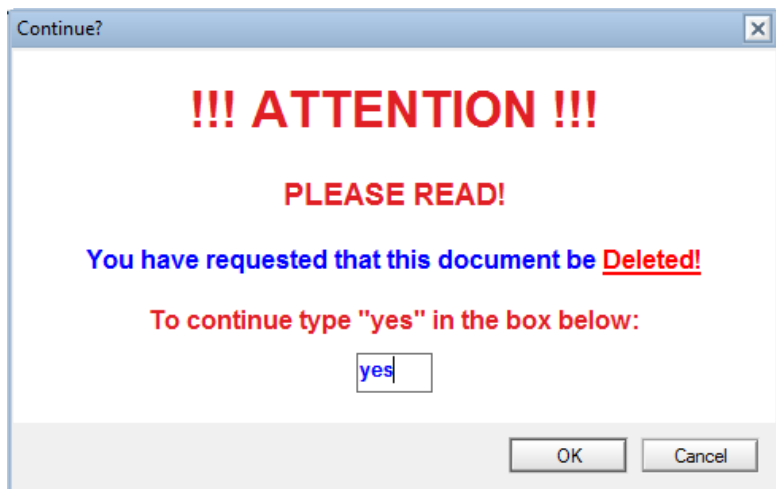 Continue?
!!! ATTENTION !!!
PLEASE READ!
You have requested that this document be Deleted!
To continue type "yes" in the box below:
yes
OK Cancel